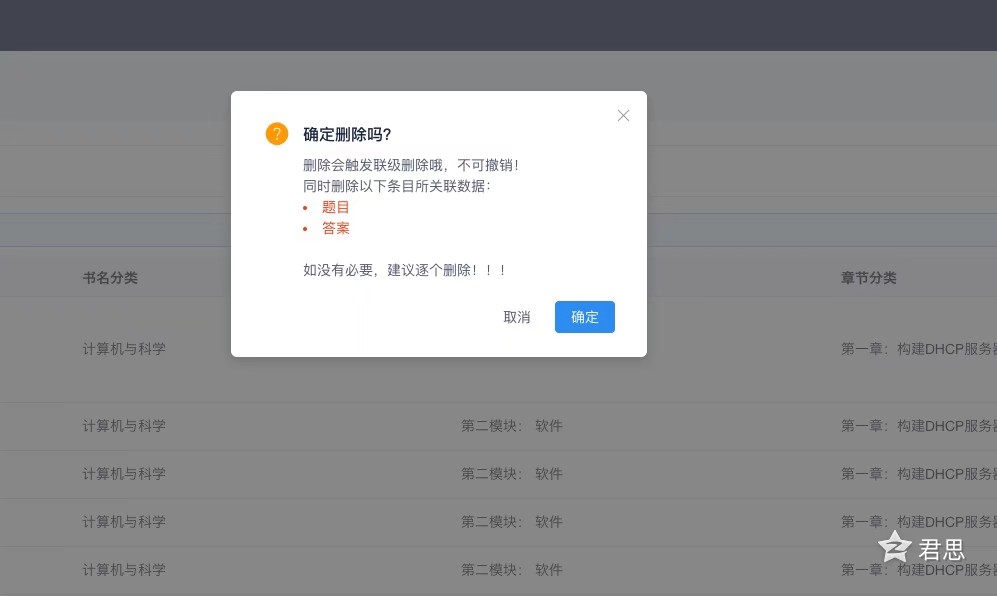 确定删除吗?
删除会触发联级删除哦，不可撤销！
同时删除以下条目所关联数据：
题目
答案
如没有必要，建议逐个删除！！！
取消 确定
书名分类 章节分类
计算机与科学 第一章：构建DHCP服务
计算机与科学 第二模块： 软件 第一章：构建DHCP服务
计算机与科学 第二模块： 软件 第一章：构建DHCP服务
计算机与科学 第二模块： 软件 第一章：构建DHCP服务
计算机与科学 第二模块： 软件 第一章：构建DHCP服务
君思